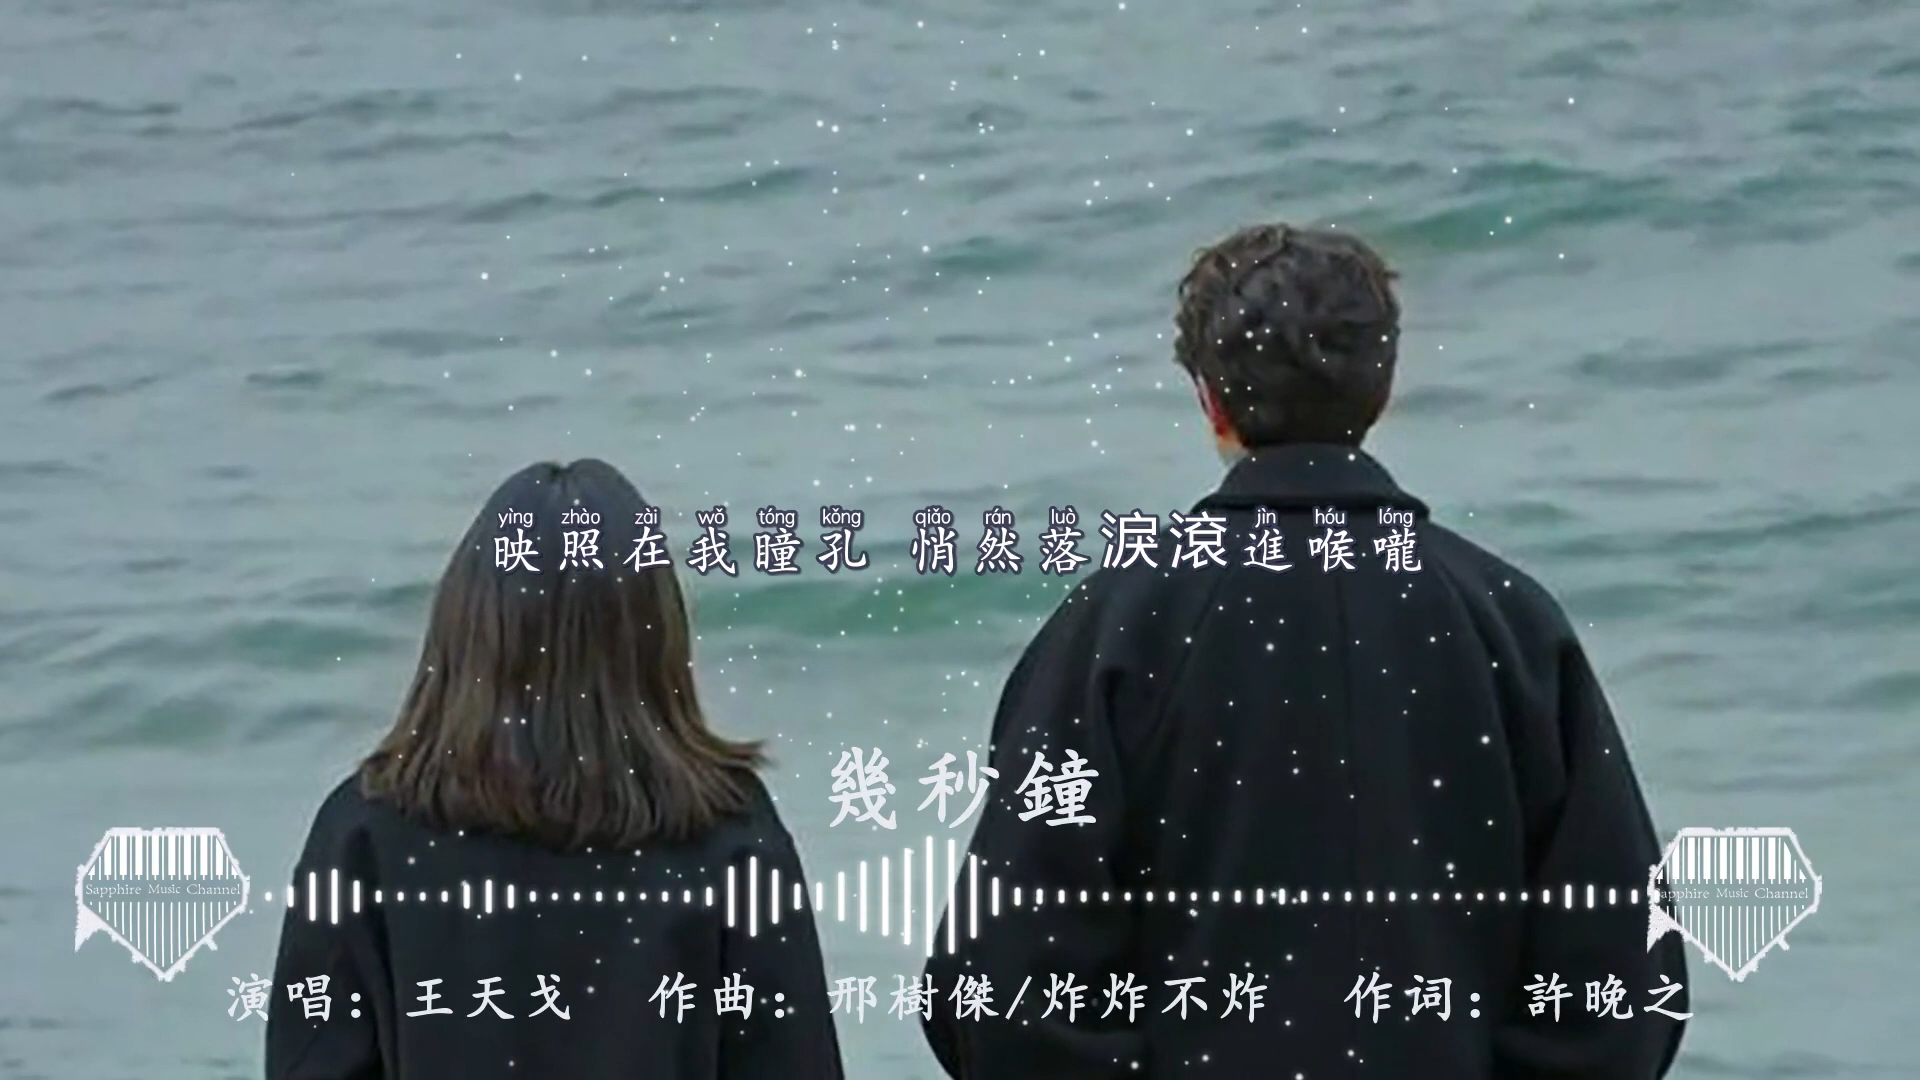 yìng zhào zài wǒ tóng kǒng qiǎo rán luò jìn hóu lóng
映照在我瞳孔 悄然落淚滾進喉嚨
幾秒鐘
Sapphire Music Channel
Sapphire Music Channel
演唱：王天戈 作曲：邢樹傑/炸炸不炸 作词：許晚之